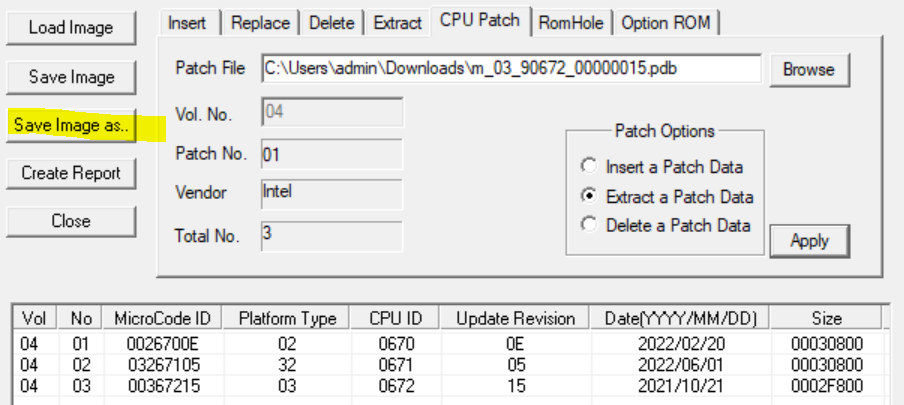 Load Image
Save Image
Save Image as..
Create Report
Close
Insert Replace Delete Extract CPU Patch RomHole Option ROM
Patch File C:\Users\admin\Downloads\m_03_90672_00000015.pdb Browse
Vol. No. 04
Patch No. 01
Vendor Intel
Total No. 3
Patch Options
Insert a Patch Data
Extract a Patch Data
Delete a Patch Data
Apply
Vol No MicroCode ID Platform Type CPU ID Update Revision Date(YYYY/MM/DD) Size
04 01 0026700E 02 0670 0E 2022/02/20 00030800
04 02 03267105 32 0671 05 2022/06/01 00030800
04 03 00367215 03 0672 15 2021/10/21 0002F800